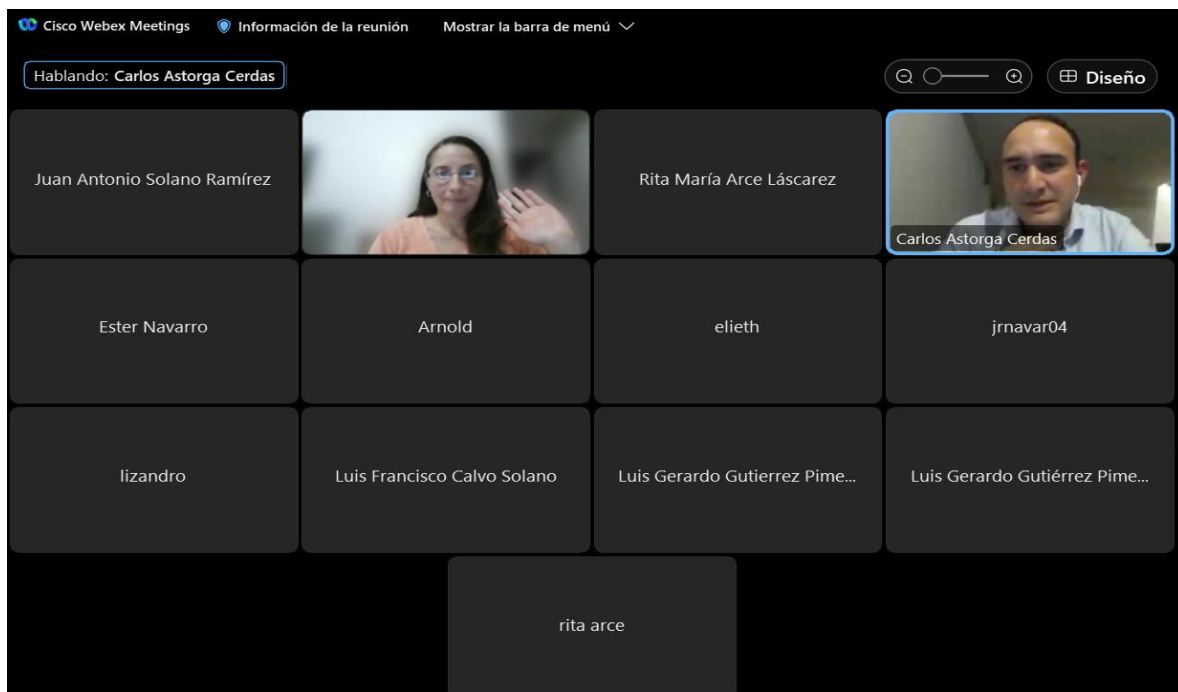 Cisco Webex Meetings Información de la reunión Mostrar la barra de menú
Hablando: Carlos Astorga Cerdas
Diseño
Juan Antonio Solano Ramírez
Rita María Arce Láscarez
Carlos Astorga Cerdas
Ester Navarro
Arnold
elieth
jrnavar04
lizandro
Luis Francisco Calvo Solano
Luis Gerardo Gutierrez Pime...
Luis Gerardo Gutiérrez Pime...
rita arce